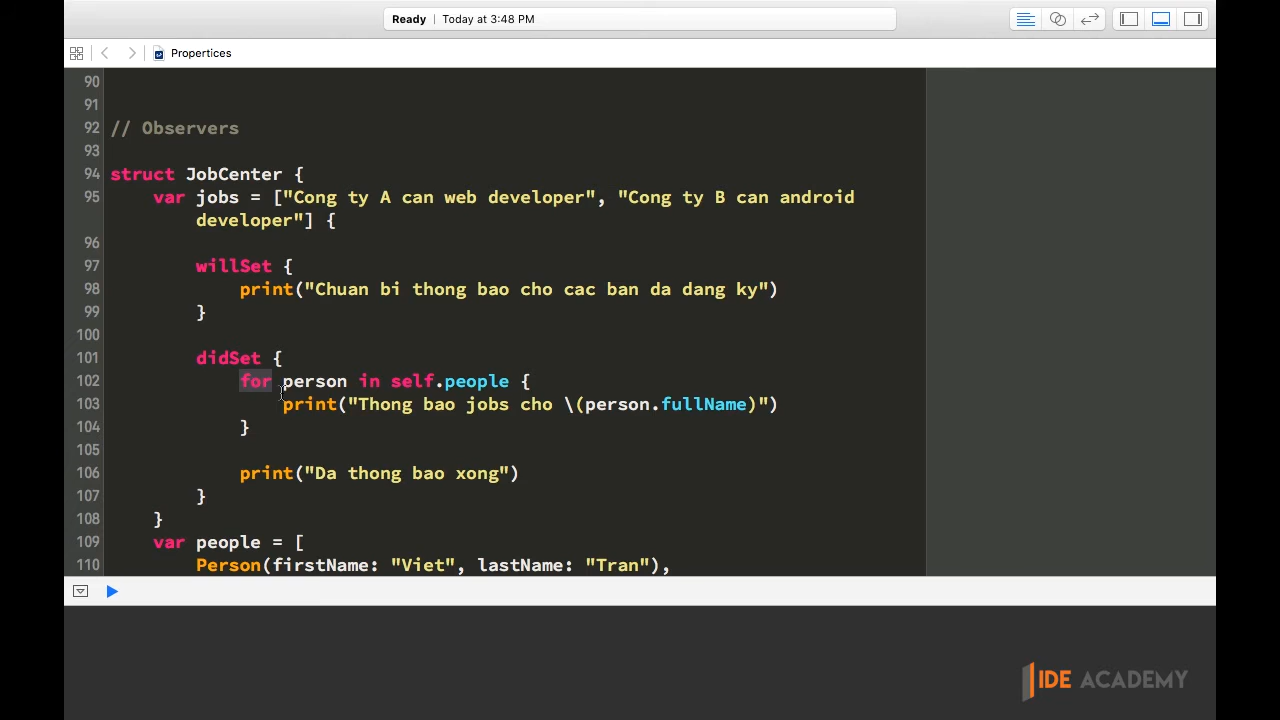 Ready | Today at 3:48 PM
Propertices
90
91
92 // Observers
93
94 struct JobCenter {
95 var jobs = ["Cong ty A can web developer", "Cong ty B can android
developer"] {
96
97 willSet {
98 print("Chuan bi thong bao cho cac ban da dang ky")
99 }
100
101 didSet {
102 for person in self.people {
103 print("Thong bao jobs cho \(person.fullName)")
104 }
105
106 print("Da thong bao xong")
107 }
108 }
109 var people = [
110 Person(firstName: "Viet", lastName: "Tran"),
IDE ACADEMY